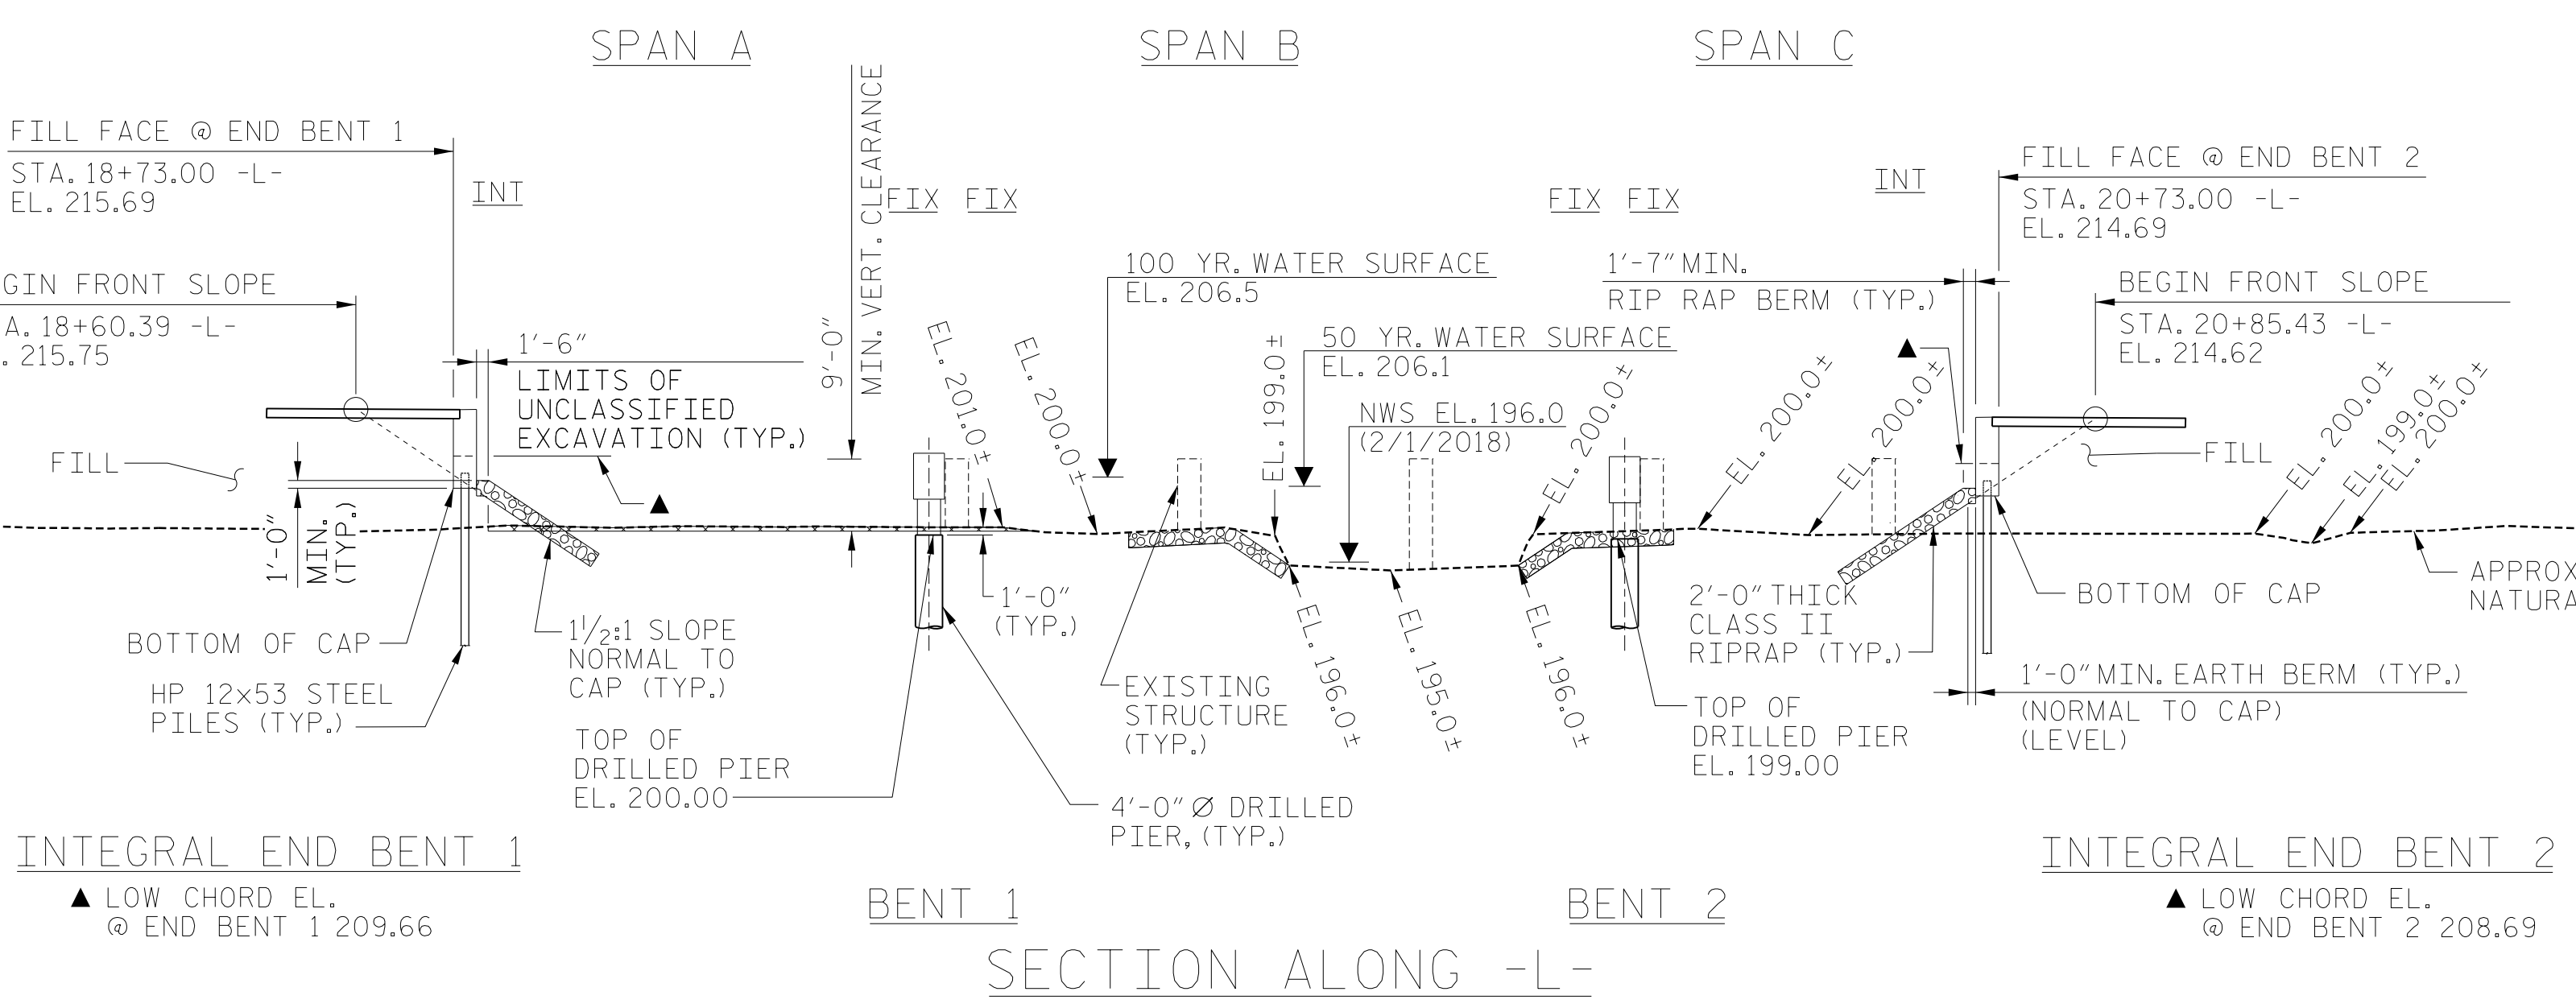 SPAN A
SPAN B
SPAN C
FILL FACE @ END BENT 1
STA. 18+73.00 -L-
EL. 215.69
INT
GIN FRONT SLOPE
A. 18+60.39 -L-
. 215.75
1'-6"
LIMITS OF
UNCLASSIFIED
EXCAVATION (TYP.)
9'-0"
MIN. VERT. CLEARANCE
FIX FIX
EL. 201.0±
EL. 200.0±
100 YR. WATER SURFACE
EL. 206.5
EL. 199.0±
50 YR. WATER SURFACE
EL. 206.1
NWS EL. 196.0
(2/1/2018)
FIX FIX
INT
1'-7" MIN.
RIP RAP BERM (TYP.)
EL. 200.0±
EL. 200.0±
EL. 200.0±
FILL FACE @ END BENT 2
STA. 20+73.00 -L-
EL. 214.69
BEGIN FRONT SLOPE
STA. 20+85.43 -L-
EL. 214.62
EL. 200.0±
EL. 199.0±
EL. 200.0±
FILL
FILL
1'-0"
MIN.
(TYP.)
BOTTOM OF CAP
HP 12x53 STEEL
PILES (TYP.)
1½:1 SLOPE
NORMAL TO
CAP (TYP.)
TOP OF
DRILLED PIER
EL. 200.00
1'-0"
(TYP.)
4'-0" Ø DRILLED
PIER, (TYP.)
EXISTING
STRUCTURE
(TYP.)
EL. 196.0±
EL. 195.0±
EL. 196.0±
2'-0" THICK
CLASS II
RIPRAP (TYP.)
TOP OF
DRILLED PIER
EL. 199.00
BOTTOM OF CAP
1'-0" MIN. EARTH BERM (TYP.)
(NORMAL TO CAP)
(LEVEL)
APPROX
NATURA
INTEGRAL END BENT 1
▲ LOW CHORD EL.
@ END BENT 1 209.66
BENT 1
BENT 2
INTEGRAL END BENT 2
▲ LOW CHORD EL.
@ END BENT 2 208.69
SECTION ALONG -L-